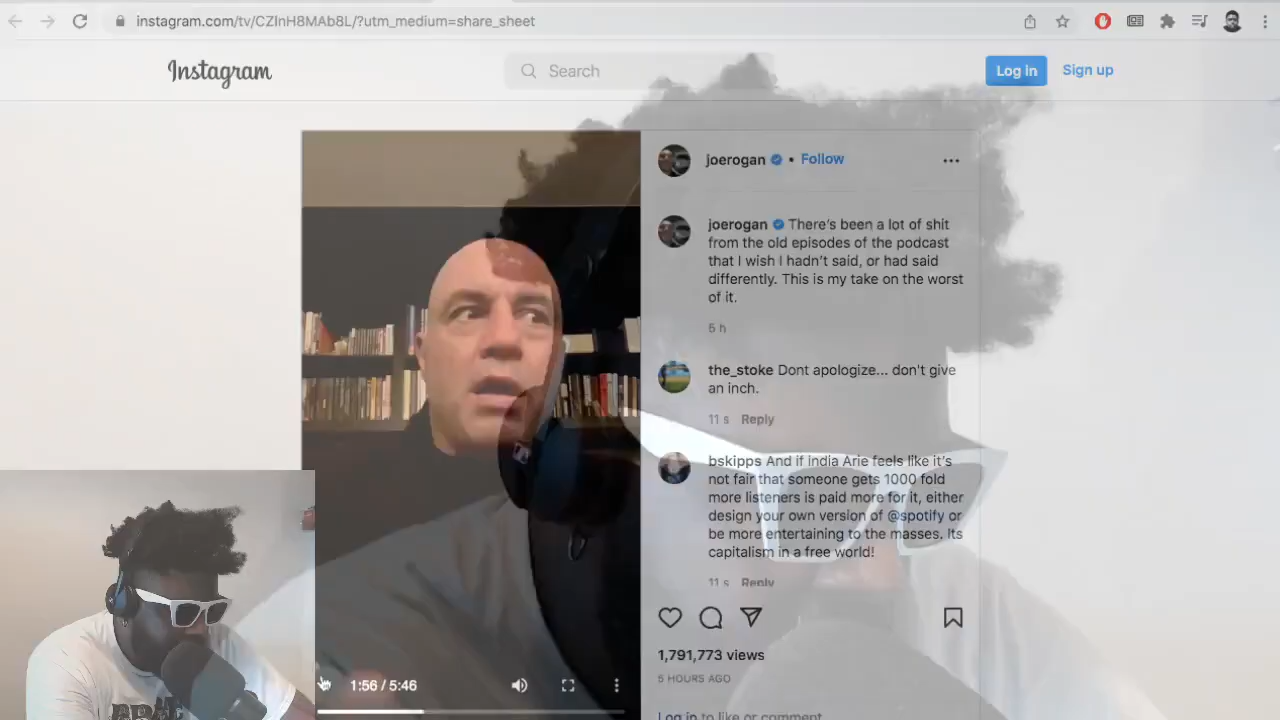 instagram.com/tv/CZlnH8MAb8L/?utm_medium=share_sheet
Instagram
Search
Log in
Sign up
joerogan • Follow
joerogan There's been a lot of shit
from the old episodes of the podcast
that I wish I hadn't said, or had said
differently. This is my take on the worst
of it.
5 h
the_stoke Dont apologize... don't give
an inch.
11 s Reply
bskipps And if india Arie feels like it's
not fair that someone gets 1000 fold
more listeners is paid more for it, either
design your own version of @spotify or
be more entertaining to the masses. Its
capitalism in a free world!
11 s Reply
1,791,773 views
5 HOURS AGO
1:56 / 5:46
Log in to like or comment.